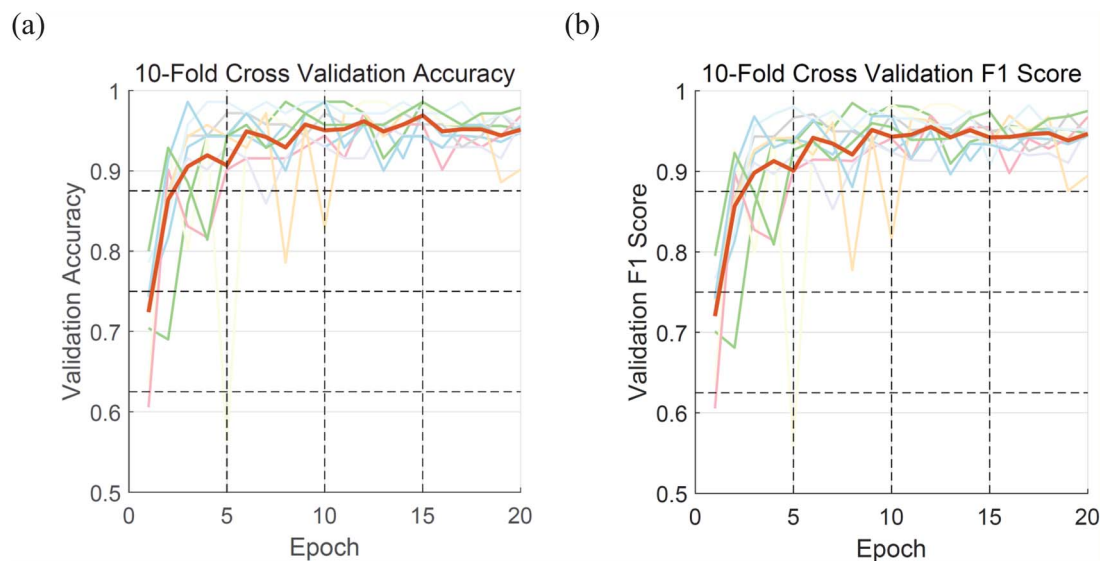 (a)
10-Fold Cross Validation Accuracy
Validation Accuracy
1
0.9
0.8
0.7
0.6
0.5
0
5
10
15
20
Epoch
(b)
10-Fold Cross Validation F1 Score
Validation F1 Score
1
0.9
0.8
0.7
0.6
0.5
0
5
10
15
20
Epoch